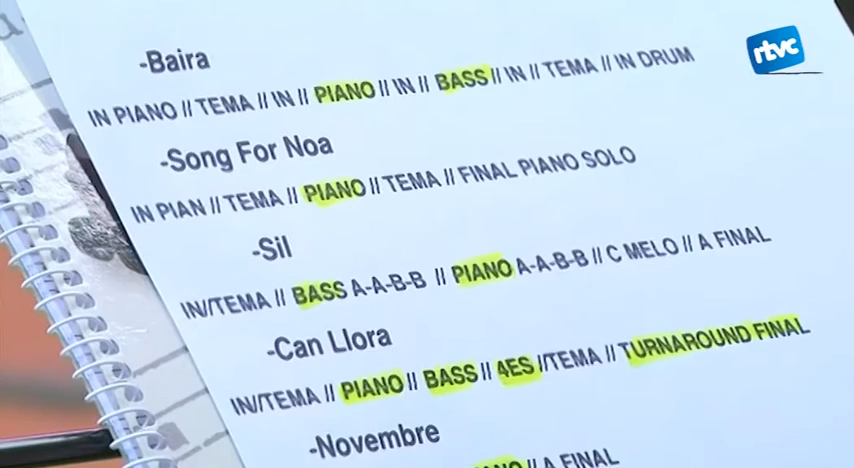 rtvc
-Baira
IN PIANO // TEMA // IN // PIANO // IN // BASS // IN // TEMA // IN DRUM
-Song For Noa
IN PIAN // TEMA // PIANO // TEMA // FINAL PIANO SOLO
-Sil
IN/TEMA // BASS A-A-B-B // PIANO A-A-B-B // C MELO // A FINAL
-Can Llora
IN/TEMA // PIANO // BASS // 4ES //TEMA // TURNAROUND FINAL
-Novembre
PIANO // A FINAL